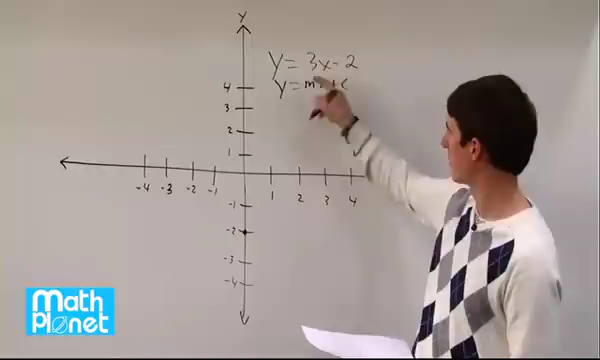 y
y = 3x - 2
y = m
4
3
2
1
-4 -3 -2 -1 1 2 3 4
-1
-2
-3
-4
Math
Planet